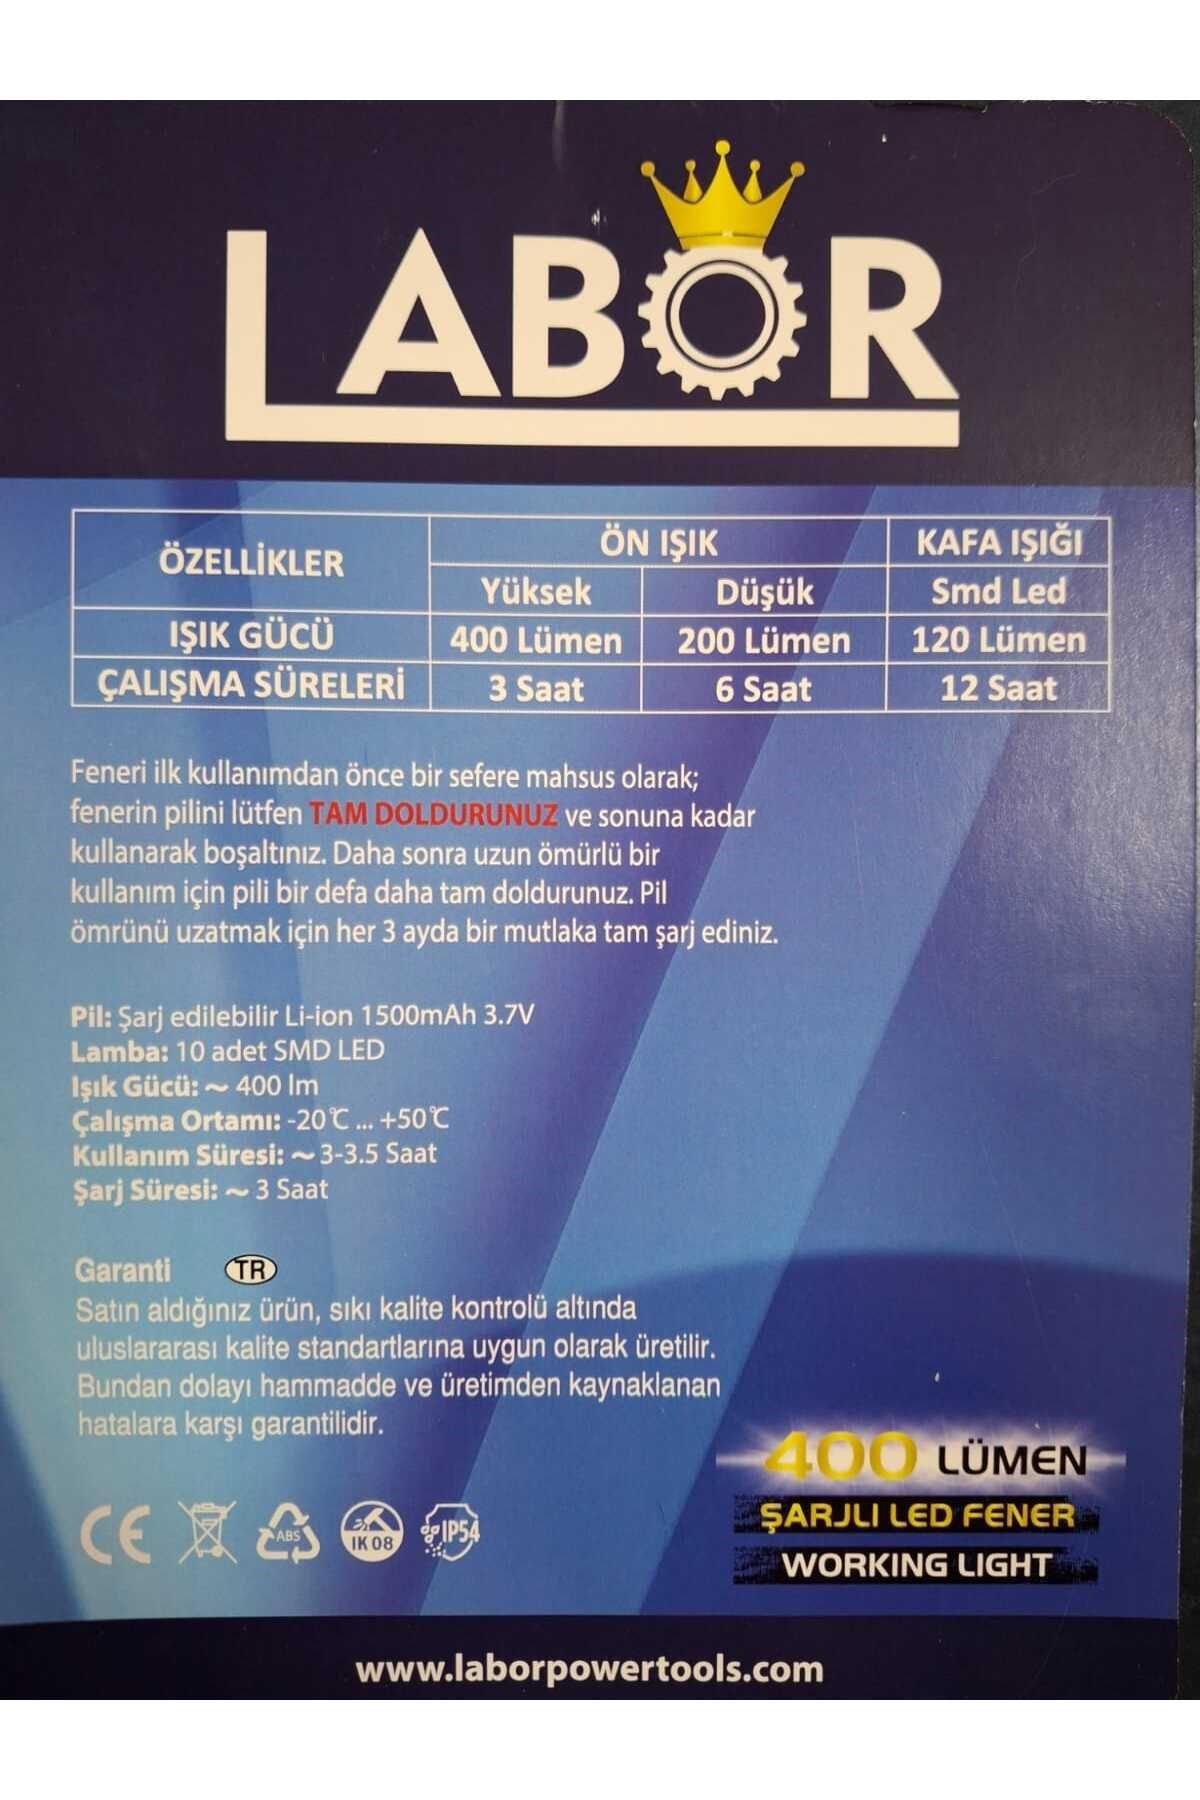 LABOR
ÖZELLİKLER ÖN IŞIK KAFA IŞIĞI
Yüksek Düşük Smd Led
IŞIK GÜCÜ 400 Lümen 200 Lümen 120 Lümen
ÇALIŞMA SÜRELERİ 3 Saat 6 Saat 12 Saat
Feneri ilk kullanımdan önce bir sefere mahsus olarak;
fenerin pilini lütfen TAM DOLDURUNUZ ve sonuna kadar
kullanarak boşaltınız. Daha sonra uzun ömürlü bir
kullanım için pili bir defa daha tam doldurunuz. Pil
ömrünü uzatmak için her 3 ayda bir mutlaka tam şarj ediniz.
Pil: Şarj edilebilir Li-ion 1500mAh 3.7V
Lamba: 10 adet SMD LED
Işık Gücü: ~ 400 lm
Çalışma Ortamı: -20℃ ... +50℃
Kullanım Süresi: ~ 3-3.5 Saat
Şarj Süresi: ~ 3 Saat
Garanti TR
Satın aldığınız ürün, sıkı kalite kontrolü altında
uluslararası kalite standartlarına uygun olarak üretilir.
Bundan dolayı hammadde ve üretimden kaynaklanan
hatalara karşı garantilidir.
400 LÜMEN
ŞARJLI LED FENER
WORKING LIGHT
CE ABS IK 08 IP54
www.laborpowertools.com